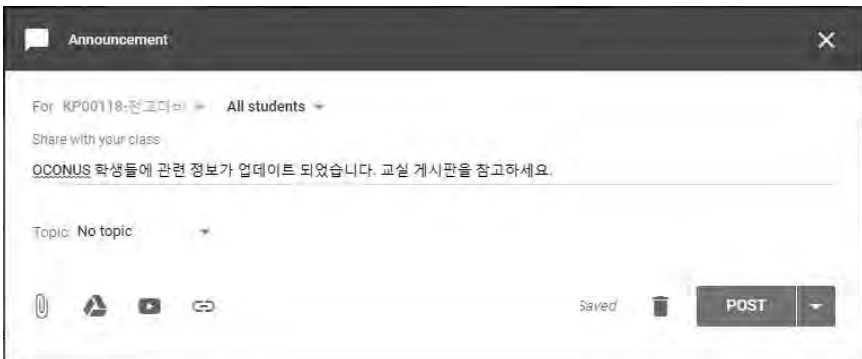 Announcement
For KP00118- All students
Share with your class
OCONUS 학생들에 관련 정보가 업데이트 되었습니다. 교실 게시판을 참고하세요.
Topic No topic
Saved POST